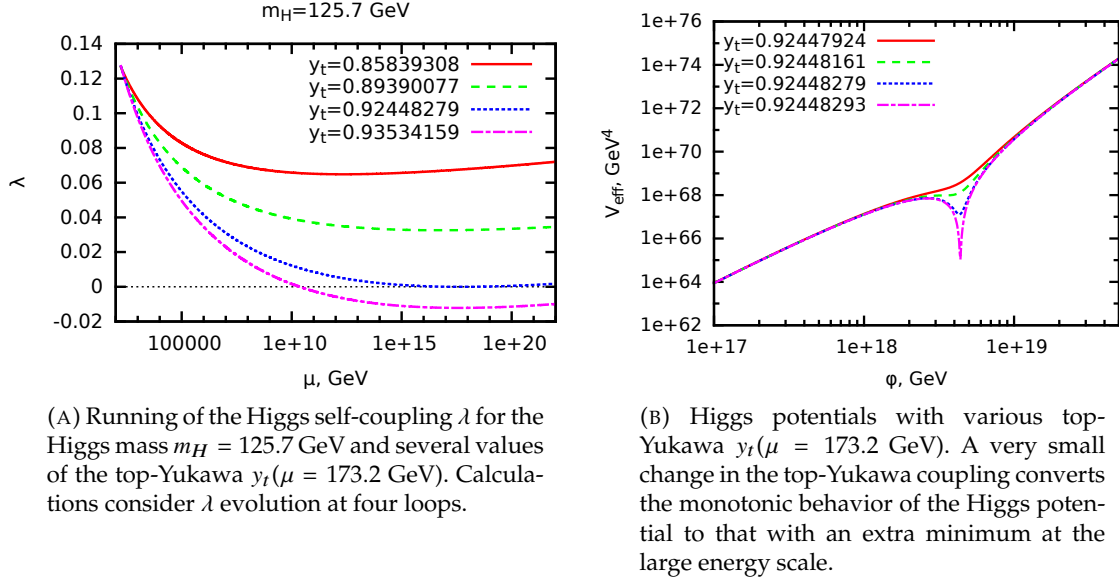 m_H=125.7 GeV
y_t=0.85839308
y_t=0.89390077
y_t=0.92448279
y_t=0.93534159
0.14
0.12
0.1
0.08
0.06
0.04
0.02
0
-0.02
λ
100000 1e+10 1e+15 1e+20
μ, GeV
(A) Running of the Higgs self-coupling λ for the
Higgs mass m_H = 125.7 GeV and several values
of the top-Yukawa y_t(μ = 173.2 GeV). Calcula-
tions consider λ evolution at four loops.
y_t=0.92447924
y_t=0.92448161
y_t=0.92448279
y_t=0.92448293
1e+76
1e+74
1e+72
1e+70
1e+68
1e+66
1e+64
1e+62
V_eff, GeV^4
1e+17 1e+18 1e+19
φ, GeV
(B) Higgs potentials with various top-
Yukawa y_t(μ = 173.2 GeV). A very small
change in the top-Yukawa coupling converts
the monotonic behavior of the Higgs poten-
tial to that with an extra minimum at the
large energy scale.